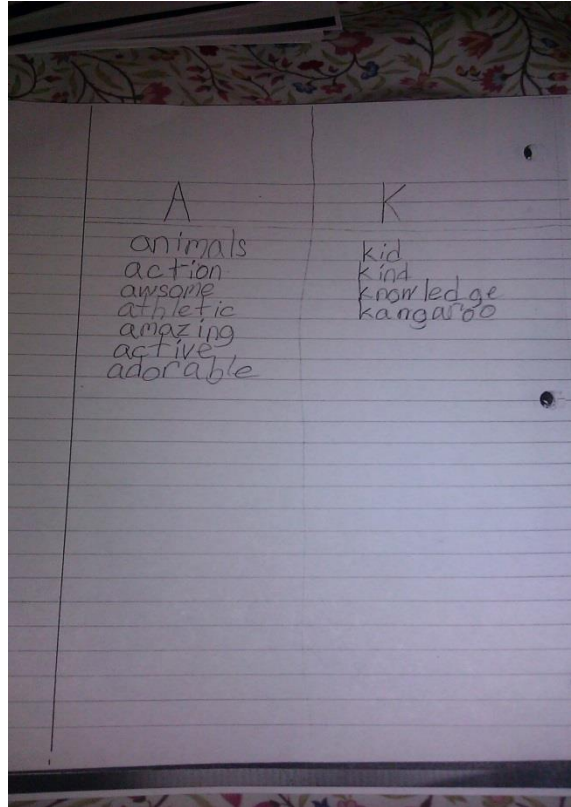 A
animals
action
awsome
athletic
amazing
active
adorable
K
kid
kind
knowledge
kangaroo